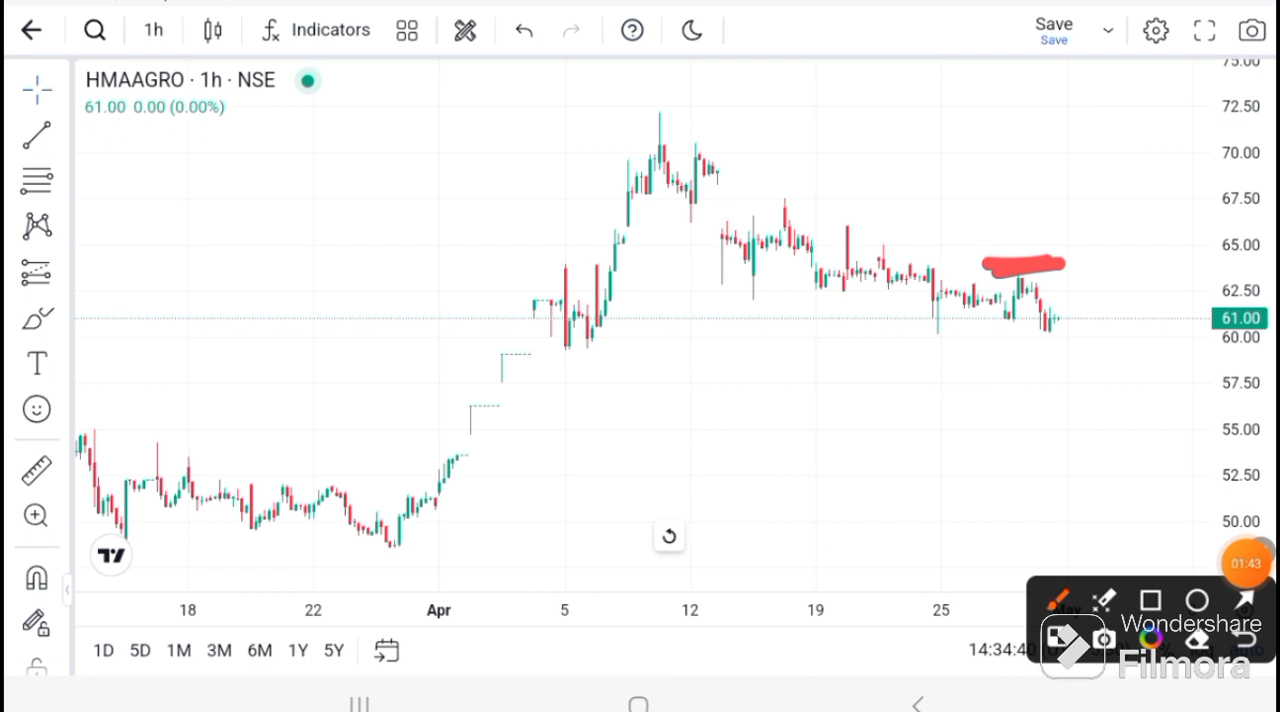 1h
Indicators
Save
Save
HMAAGRO · 1h · NSE
61.00 0.00 (0.00%)
75.00
72.50
70.00
67.50
65.00
62.50
61.00
60.00
57.50
55.00
52.50
50.00
01:43
18 22 Apr 5 12 19 25 May
1D 5D 1M 3M 6M 1Y 5Y
14:34:40
auto
Wondershare
Filmora